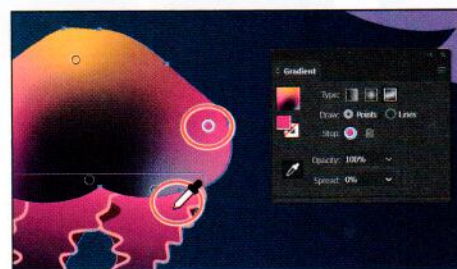 Gradient
Type:
Draw: Points Lines
Stop:
Opacity: 100%
Spread: 0%